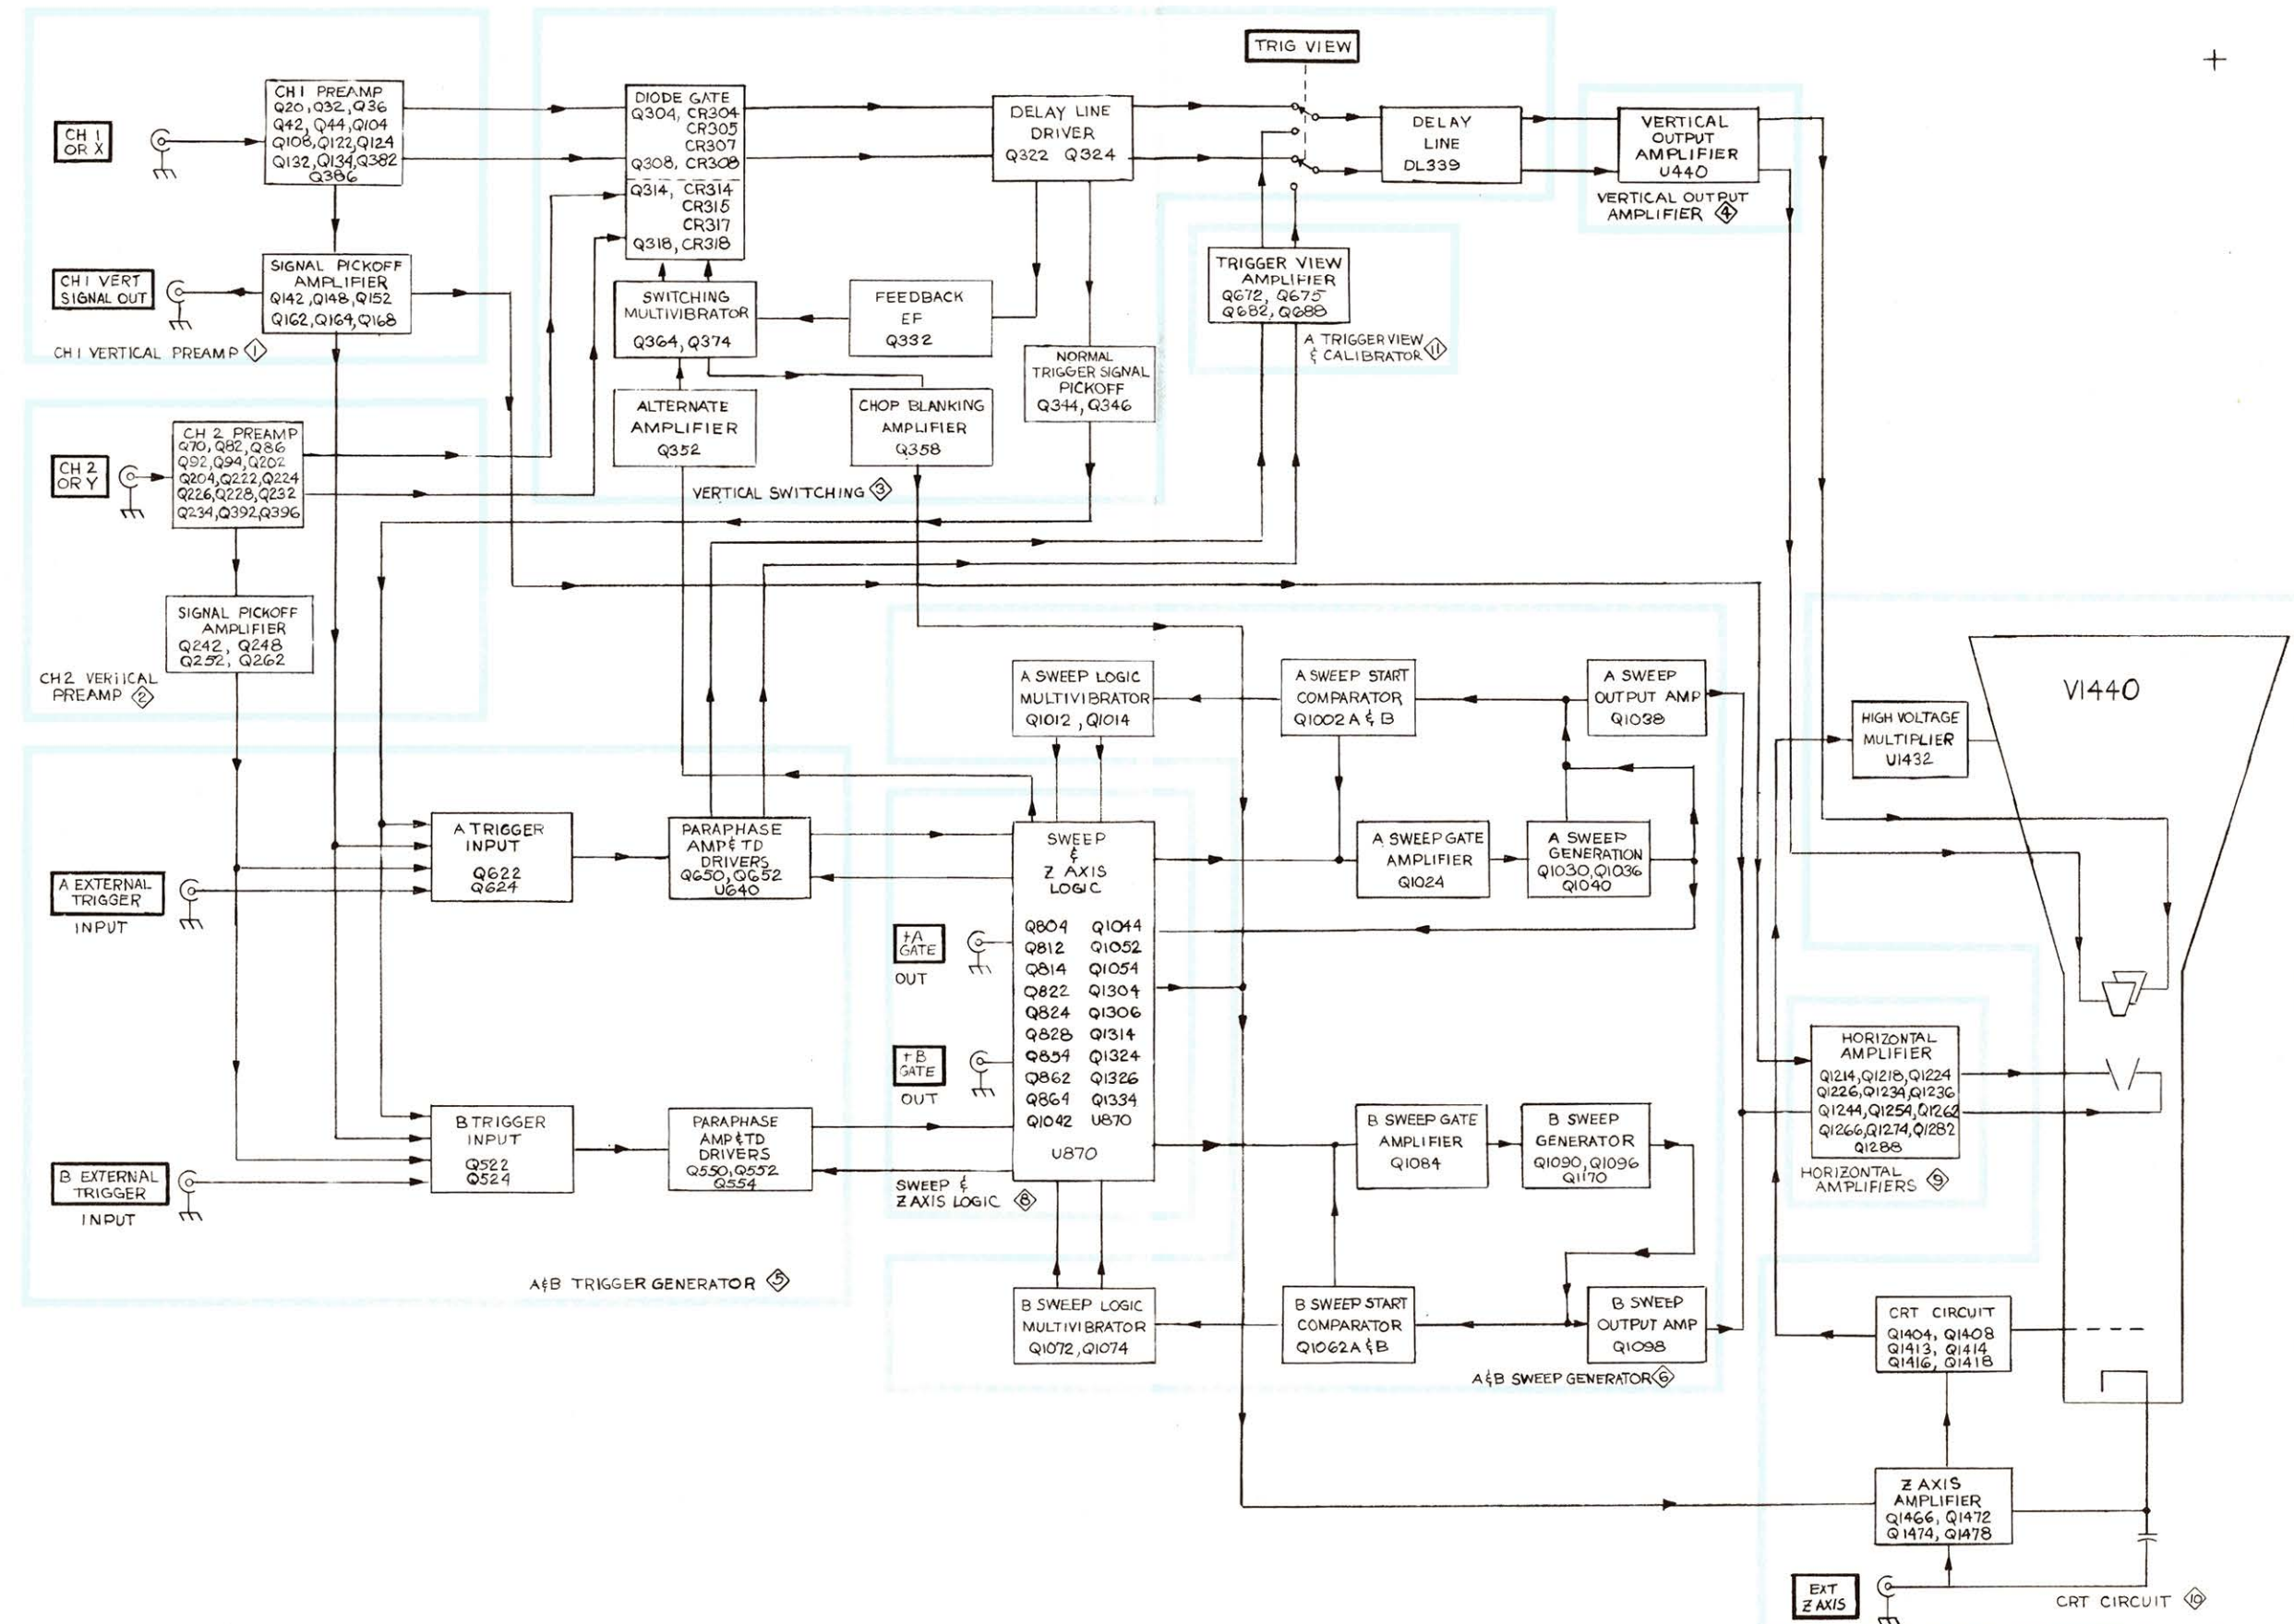 TRIG VIEW
CH 1
OR X
CH 1 PREAMP
Q20, Q32, Q36
Q42, Q44, Q104
Q108, Q122, Q124
Q132, Q134, Q382
Q386
DIODE GATE
Q304, CR304
CR305
CR307
Q308, CR308
Q314, CR314
CR315
CR317
Q318, CR318
DELAY LINE
DRIVER
Q322 Q324
DELAY
LINE
DL339
VERTICAL
OUTPUT
AMPLIFIER
U440
VERTICAL OUTPUT
AMPLIFIER 4
CH 1 VERT
SIGNAL OUT
SIGNAL PICKOFF
AMPLIFIER
Q142, Q148, Q152
Q162, Q164, Q168
CH 1 VERTICAL PREAMP 1
SWITCHING
MULTIVIBRATOR
Q364, Q374
FEEDBACK
EF
Q332
NORMAL
TRIGGER SIGNAL
PICKOFF
Q344, Q346
TRIGGER VIEW
AMPLIFIER
Q672, Q675
Q682, Q688
A TRIGGER VIEW
& CALIBRATOR 11
ALTERNATE
AMPLIFIER
Q352
CHOP BLANKING
AMPLIFIER
Q358
VERTICAL SWITCHING 3
CH 2
OR Y
CH 2 PREAMP
Q70, Q82, Q86
Q92, Q94, Q202
Q204, Q222, Q224
Q226, Q228, Q232
Q234, Q392, Q396
SIGNAL PICKOFF
AMPLIFIER
Q242, Q248
Q252, Q262
CH 2 VERTICAL
PREAMP 2
A SWEEP LOGIC
MULTIVIBRATOR
Q1012, Q1014
A SWEEP START
COMPARATOR
Q1002A & B
A SWEEP
OUTPUT AMP
Q1038
V1440
HIGH VOLTAGE
MULTIPLIER
U1432
A EXTERNAL
TRIGGER
INPUT
A TRIGGER
INPUT
Q622
Q624
PARAPHASE
AMP & TD
DRIVERS
Q650, Q652
U640
SWEEP
&
Z AXIS
LOGIC
Q804 Q1044
Q812 Q1052
Q814 Q1054
Q822 Q1304
Q824 Q1306
Q828 Q1314
Q854 Q1324
Q862 Q1326
Q864 Q1334
Q1042 U870
U870
A SWEEP GATE
AMPLIFIER
Q1024
A SWEEP
GENERATION
Q1030, Q1036
Q1040
+A
GATE
OUT
+B
GATE
OUT
HORIZONTAL
AMPLIFIER
Q1214, Q1218, Q1224
Q1226, Q1234, Q1236
Q1244, Q1254, Q1262
Q1266, Q1274, Q1282
Q1288
HORIZONTAL
AMPLIFIERS 9
B EXTERNAL
TRIGGER
INPUT
B TRIGGER
INPUT
Q522
Q524
PARAPHASE
AMP & TD
DRIVERS
Q550, Q552
Q554
SWEEP &
Z AXIS LOGIC 8
B SWEEP GATE
AMPLIFIER
Q1084
B SWEEP
GENERATOR
Q1090, Q1096
Q1170
A & B TRIGGER GENERATOR 5
B SWEEP LOGIC
MULTIVIBRATOR
Q1072, Q1074
B SWEEP START
COMPARATOR
Q1062A & B
B SWEEP
OUTPUT AMP
Q1098
A & B SWEEP GENERATOR 6
CRT CIRCUIT
Q1404, Q1408
Q1413, Q1414
Q1416, Q1418
Z AXIS
AMPLIFIER
Q1466, Q1472
Q1474, Q1478
EXT
Z AXIS
CRT CIRCUIT 10